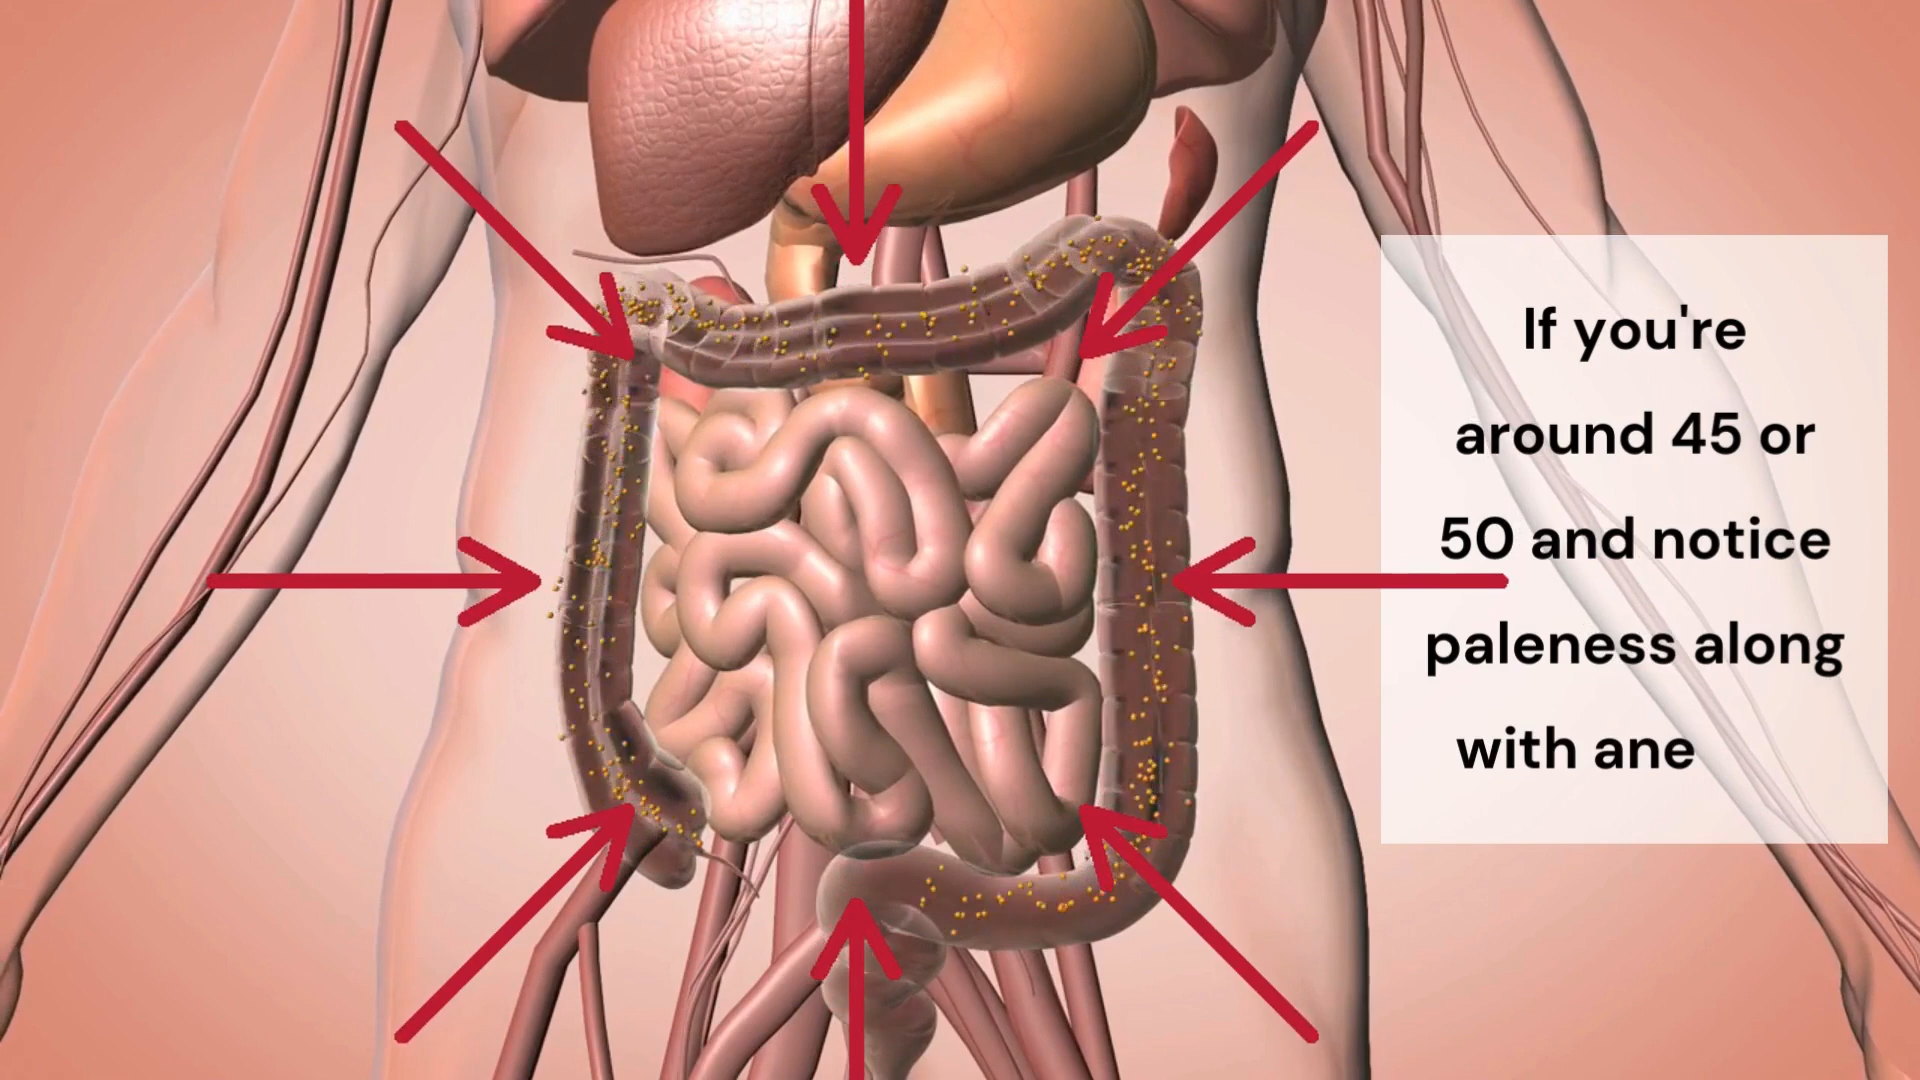 If you're
around 45 or
50 and notice
paleness along
with ane